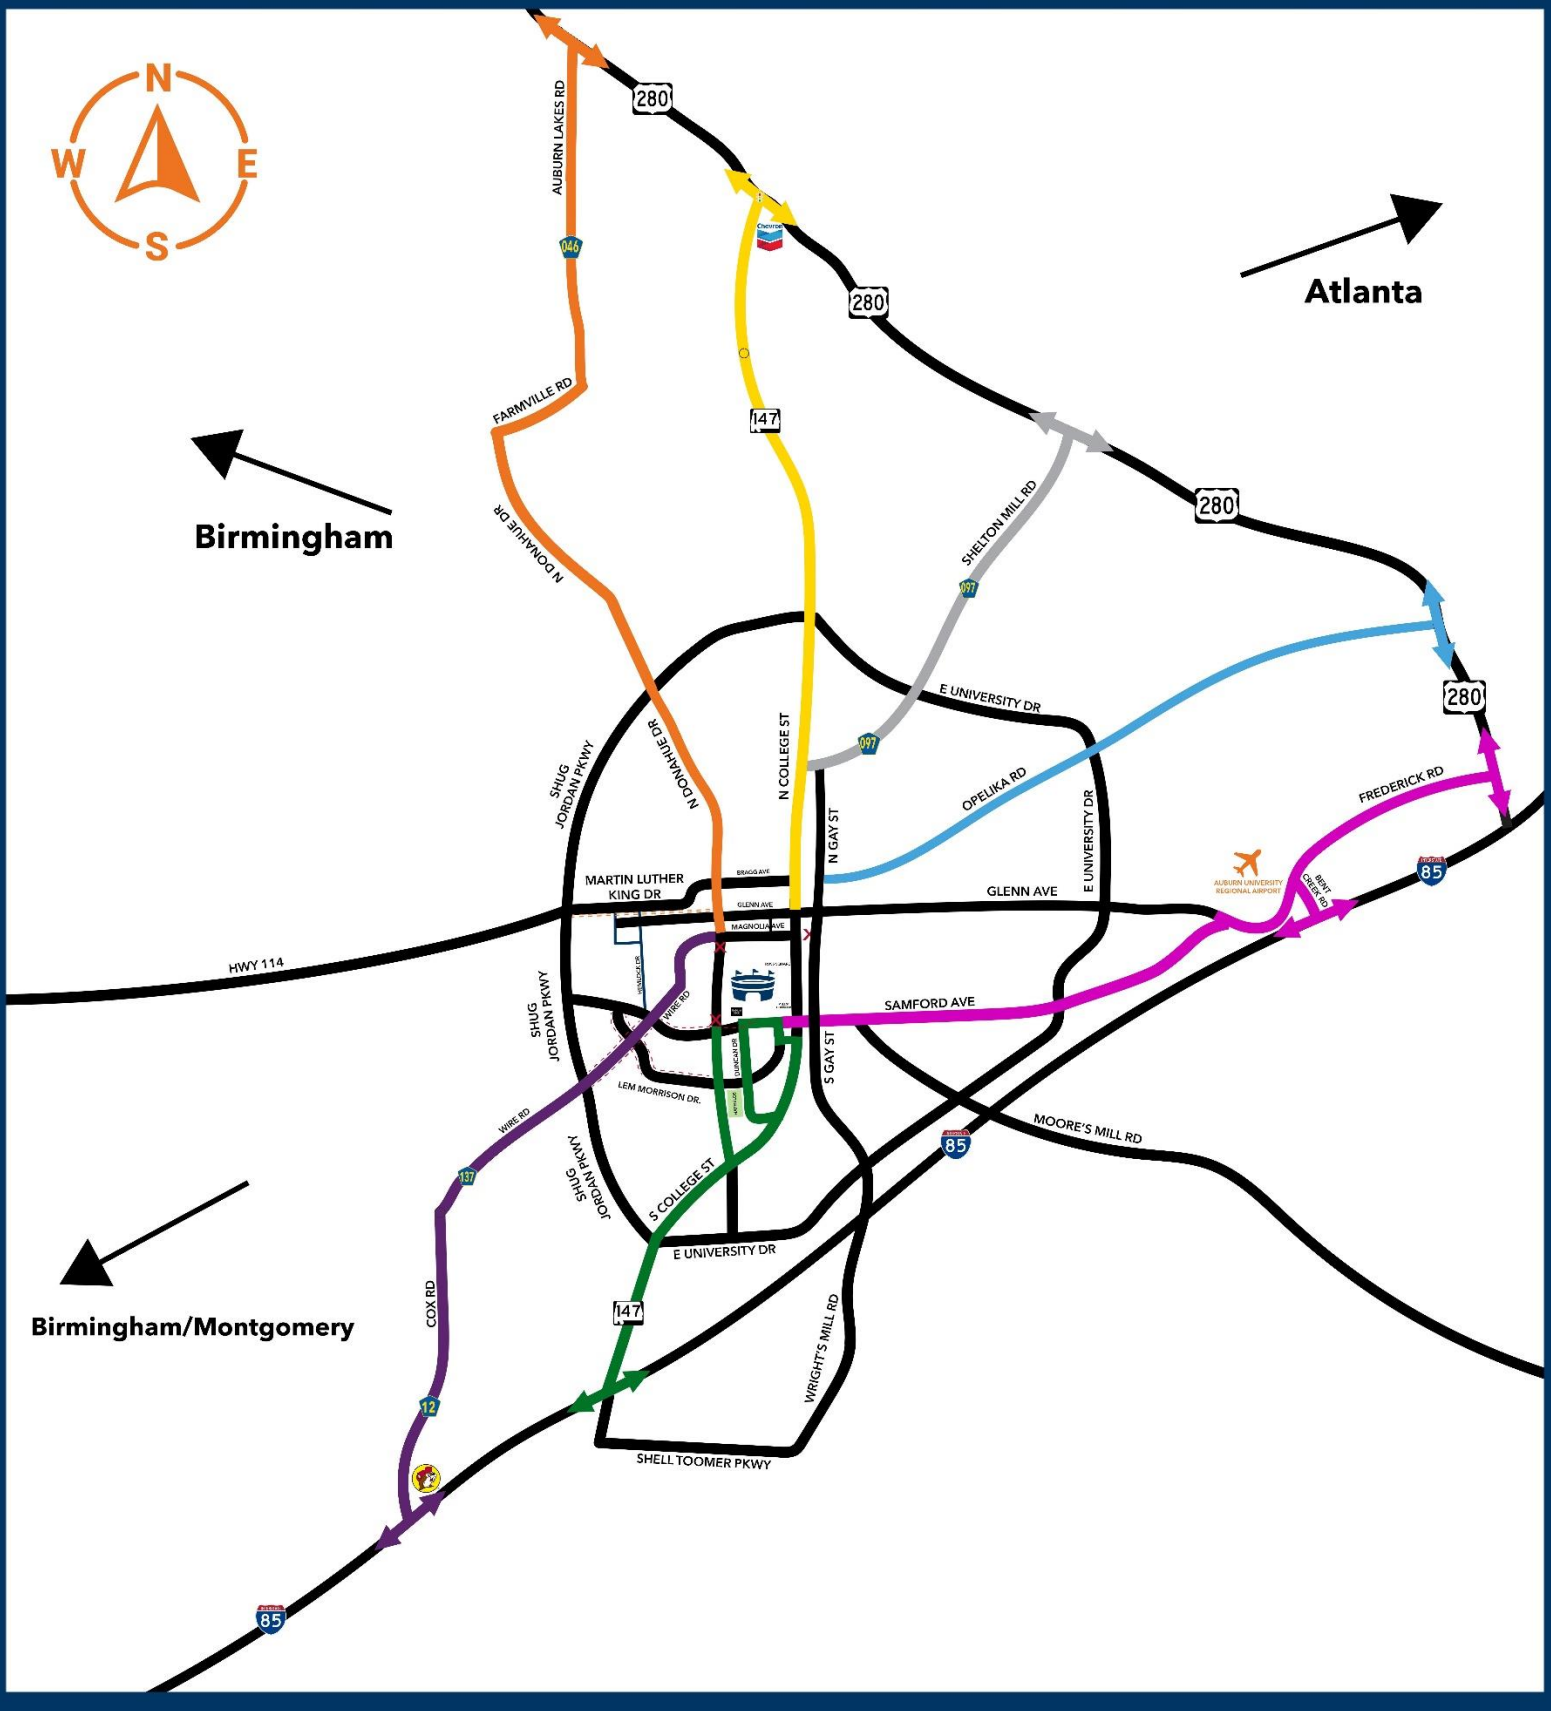 N
W
E
S
280
AUBURN LAKES RD
Chevron
046
280
Atlanta
FARMVILLE RD
147
Birmingham
N DONAHUE DR
280
SHELTON MILL RD
097
280
E UNIVERSITY DR
N COLLEGE ST
N DONAHUE DR
097
SHUG
JORDAN PKWY
OPELIKA RD
FREDERICK RD
N GAY ST
E UNIVERSITY DR
85
AUBURN UNIVERSITY
REGIONAL AIRPORT
BENT
CREEK RD
MARTIN LUTHER
KING DR
BRAGG AVE
GLENN AVE
GLENN AVE
MAGNOLIA AVE
X
X
HWY 114
HEMLOCK DR
WIRE RD
SAMFORD AVE
X
SHUG
JORDAN PKWY
DUNCAN DR
S GAY ST
LEM MORRISON DR.
WIRE RD
MOORE'S MILL RD
85
137
SHUG
JORDAN PKWY
S COLLEGE ST
E UNIVERSITY DR
COX RD
147
Birmingham/Montgomery
WRIGHT'S MILL RD
12
SHELL TOOMER PKWY
85